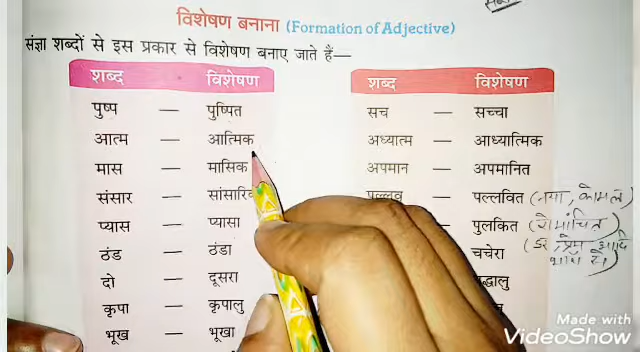 विशेषण बनाना (Formation of Adjective)
संज्ञा शब्दों से इस प्रकार से विशेषण बनाए जाते हैं—
शब्द विशेषण शब्द विशेषण
पुष्प — पुष्पित सच — सच्चा
आत्म — आत्मिक अध्यात्म — आध्यात्मिक
मास — मासिक अपमान — अपमानित
संसार — पल्लव — पल्लवित (नया, कोमल)
प्यास — प्यासा पुलकित (रोमांचित)
ठंड — ठंडा चचेरा
दो — दूसरा
कृपा — कृपालु
भूख — भूखा
Made with
VideoShow